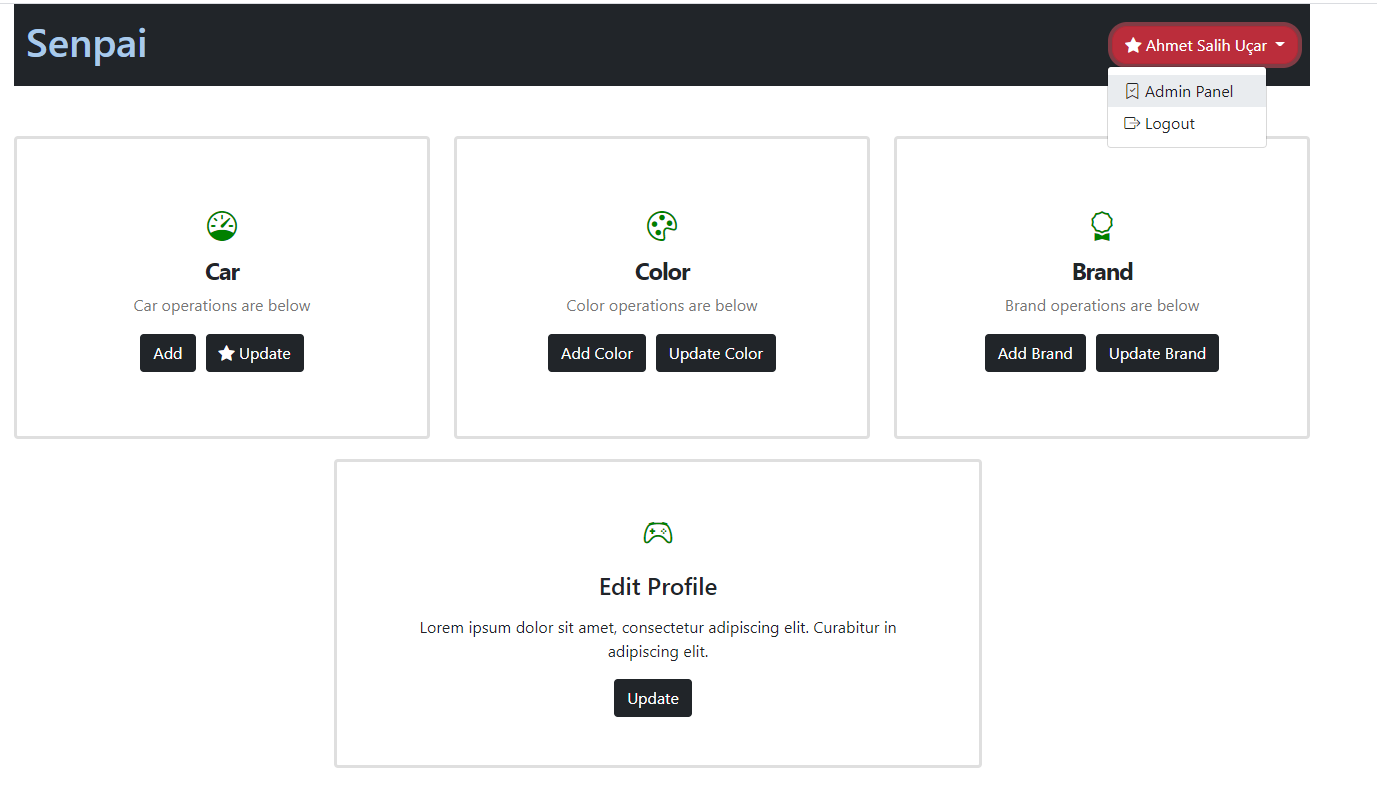 Senpai
Ahmet Salih Uçar
Admin Panel
Logout
Car
Car operations are below
Add
Update
Color
Color operations are below
Add Color
Update Color
Brand
Brand operations are below
Add Brand
Update Brand
Edit Profile
Lorem ipsum dolor sit amet, consectetur adipiscing elit. Curabitur in
adipiscing elit.
Update